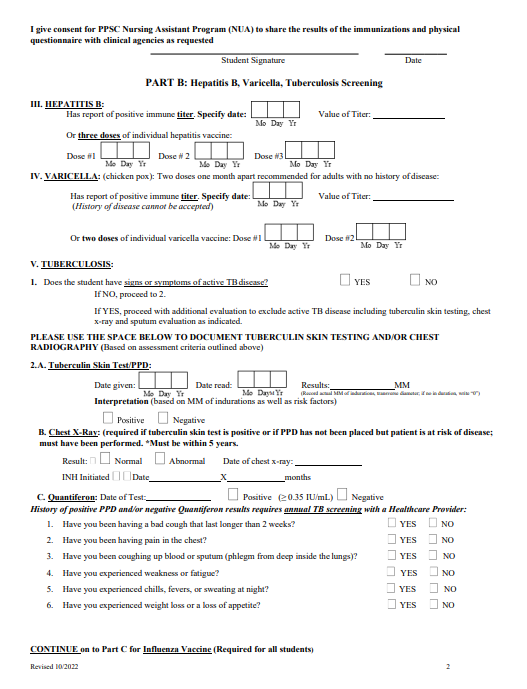 I give consent for PPSC Nursing Assistant Program (NUA) to share the results of the immunizations and physical
questionnaire with clinical agencies as requested
Student Signature Date
PART B: Hepatitis B, Varicella, Tuberculosis Screening
III. HEPATITIS B:
Has report of positive immune titer. Specify date: Value of Titer:
Mo Day Yr
Or three doses of individual hepatitis vaccine:
Dose #1 Dose # 2 Dose #3
Mo Day Yr Mo Day Yr Mo Day Yr
IV. VARICELLA: (chicken pox): Two doses one month apart recommended for adults with no history of disease:
Has report of positive immune titer. Specify date: Value of Titer:
(History of disease cannot be accepted) Mo Day Yr
Or two doses of individual varicella vaccine: Dose #1 Dose #2
Mo Day Yr Mo Day Yr
V. TUBERCULOSIS:
1. Does the student have signs or symptoms of active TB disease? YES NO
If NO, proceed to 2.
If YES, proceed with additional evaluation to exclude active TB disease including tuberculin skin testing, chest
x-ray and sputum evaluation as indicated.
PLEASE USE THE SPACE BELOW TO DOCUMENT TUBERCULIN SKIN TESTING AND/OR CHEST
RADIOGRAPHY (Based on assessment criteria outlined above)
2.A. Tuberculin Skin Test/PPD:
Date given: Date read: Results: MM
Mo Day Yr Mo Day Yr (Record actual MM of indurations, transverse diameter; if no in duration, write "0")
Interpretation (based on MM of indurations as well as risk factors)
Positive Negative
B. Chest X-Ray: (required if tuberculin skin test is positive or if PPD has not been placed but patient is at risk of disease;
must have been performed. *Must be within 5 years.
Result: Normal Abnormal Date of chest x-ray:
INH Initiated Date X months
C. Quantiferon: Date of Test: Positive (≥ 0.35 IU/mL) Negative
History of positive PPD and/or negative Quantiferon results requires annual TB screening with a Healthcare Provider:
1. Have you been having a bad cough that last longer than 2 weeks? YES NO
2. Have you been having pain in the chest? YES NO
3. Have you been coughing up blood or sputum (phlegm from deep inside the lungs)? YES NO
4. Have you experienced weakness or fatigue? YES NO
5. Have you experienced chills, fevers, or sweating at night? YES NO
6. Have you experienced weight loss or a loss of appetite? YES NO
CONTINUE on to Part C for Influenza Vaccine (Required for all students)
Revised 10/2022 2